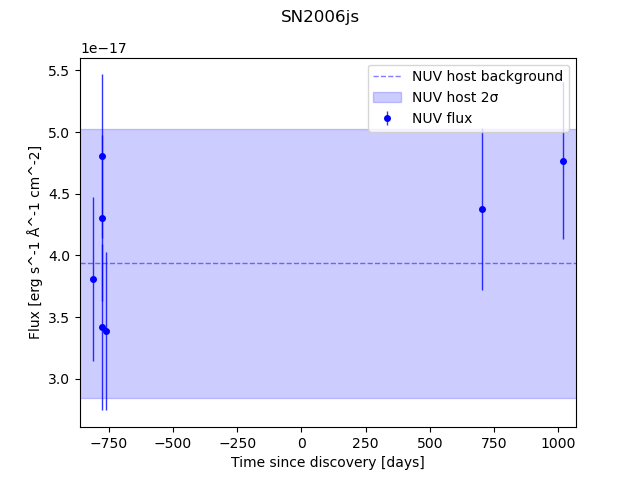 SN2006js
1e−17
5.5
5.0
4.5
4.0
3.5
3.0
Flux [erg s^-1 Å^-1 cm^-2]
NUV host background
NUV host 2σ
NUV flux
−750 −500 −250 0 250 500 750 1000
Time since discovery [days]